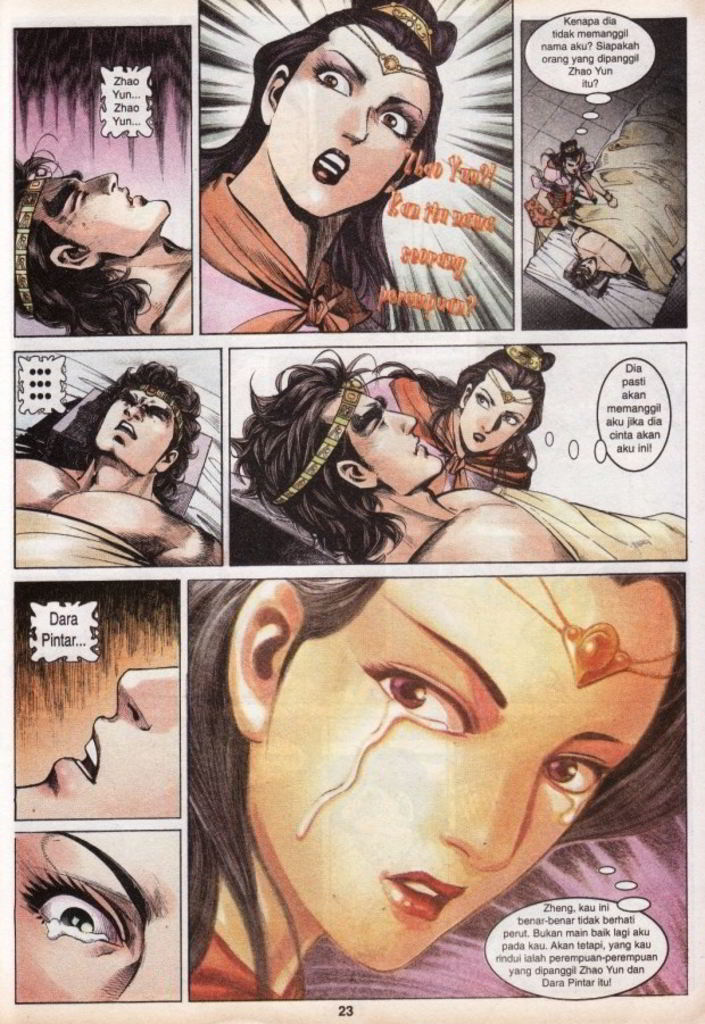 Zhao
Yun...
Zhao
Yun...
Zhao Yun?!
Kan itu nama
seorang
perempuan?
Kenapa dia
tidak memanggil
nama aku? Siapakah
orang yang dipanggil
Zhao Yun
itu?
Dia
pasti
akan
memanggil
aku jika dia
cinta akan
aku ini!
Dara
Pintar...
Zheng, kau ini
benar-benar tidak berhati
perut. Bukan main baik lagi aku
pada kau. Akan tetapi, yang kau
rindui ialah perempuan-perempuan
yang dipanggil Zhao Yun dan
Dara Pintar itu!
23